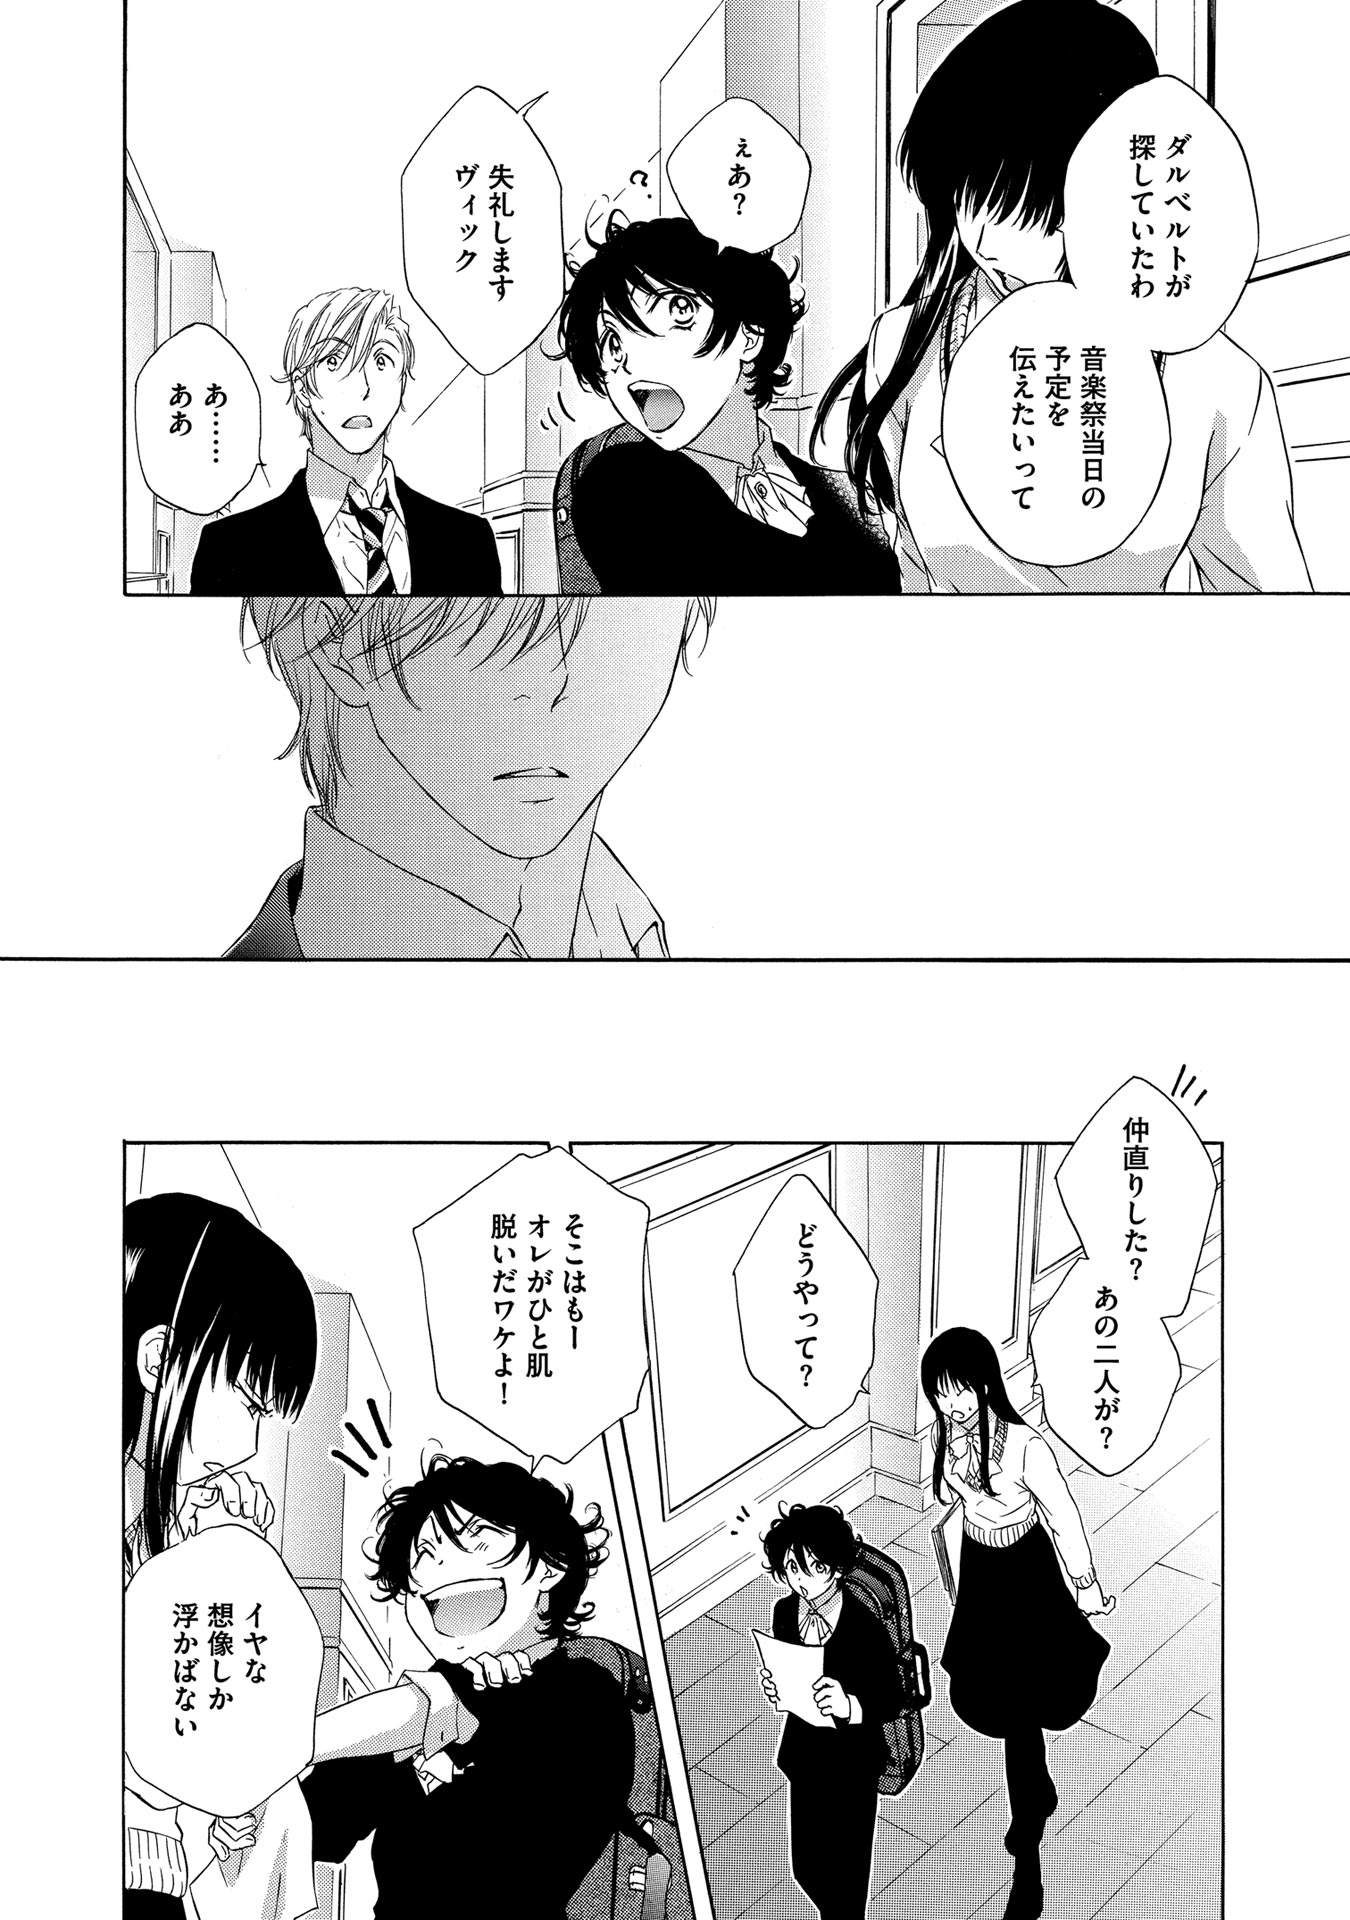 ダルベルトが
探していたわ
音楽祭当日の
予定を
伝えたいって
ぇあ？
失礼します
ヴィック
あ……
ああ
仲直りした？
あの二人が？
どうやって？
そこはもー
オレがひと肌
脱いだワケよ！
イヤな
想像しか
浮かばない